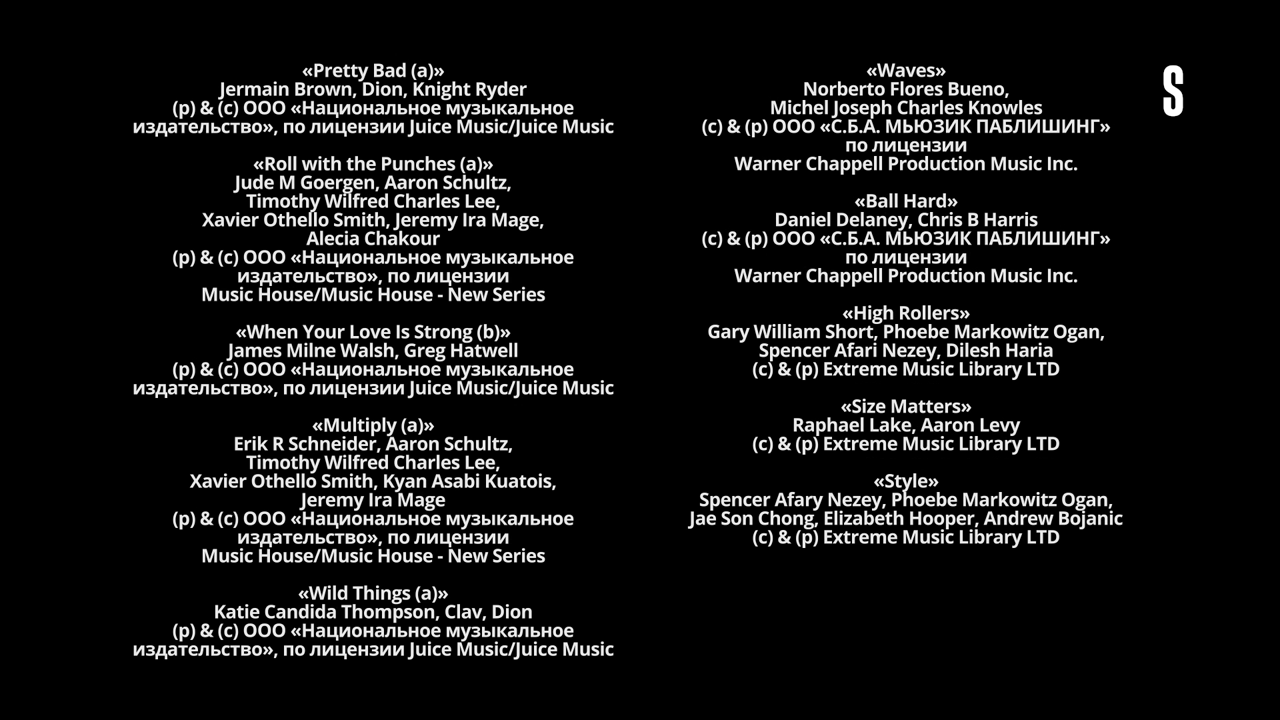 «Pretty Bad (a)»
Jermain Brown, Dion, Knight Ryder
(p) & (c) ООО «Национальное музыкальное
издательство», по лицензии Juice Music/Juice Music
«Roll with the Punches (a)»
Jude M Goergen, Aaron Schultz,
Timothy Wilfred Charles Lee,
Xavier Othello Smith, Jeremy Ira Mage,
Alecia Chakour
(p) & (c) ООО «Национальное музыкальное
издательство», по лицензии
Music House/Music House - New Series
«When Your Love Is Strong (b)»
James Milne Walsh, Greg Hatwell
(p) & (c) ООО «Национальное музыкальное
издательство», по лицензии Juice Music/Juice Music
«Multiply (a)»
Erik R Schneider, Aaron Schultz,
Timothy Wilfred Charles Lee,
Xavier Othello Smith, Kyan Asabi Kuatois,
Jeremy Ira Mage
(p) & (c) ООО «Национальное музыкальное
издательство», по лицензии
Music House/Music House - New Series
«Wild Things (a)»
Katie Candida Thompson, Clav, Dion
(p) & (c) ООО «Национальное музыкальное
издательство», по лицензии Juice Music/Juice Music
«Waves»
Norberto Flores Bueno,
Michel Joseph Charles Knowles
(c) & (p) ООО «С.Б.А. МЬЮЗИК ПАБЛИШИНГ»
по лицензии
Warner Chappell Production Music Inc.
«Ball Hard»
Daniel Delaney, Chris B Harris
(c) & (p) ООО «С.Б.А. МЬЮЗИК ПАБЛИШИНГ»
по лицензии
Warner Chappell Production Music Inc.
«High Rollers»
Gary William Short, Phoebe Markowitz Ogan,
Spencer Afari Nezey, Dilesh Haria
(c) & (p) Extreme Music Library LTD
«Size Matters»
Raphael Lake, Aaron Levy
(c) & (p) Extreme Music Library LTD
«Style»
Spencer Afary Nezey, Phoebe Markowitz Ogan,
Jae Son Chong, Elizabeth Hooper, Andrew Bojanic
(c) & (p) Extreme Music Library LTD
S